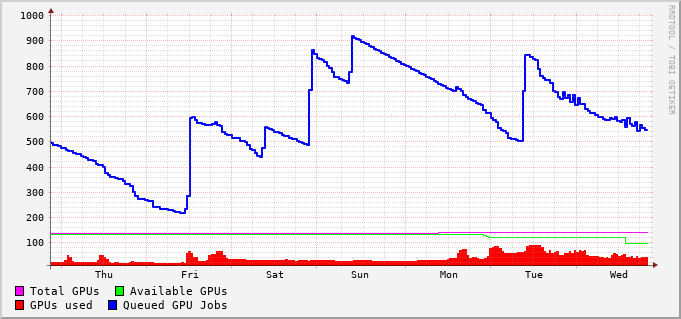 1000
900
800
700
600
500
400
300
200
100
Thu Fri Sat Sun Mon Tue Wed
Total GPUs Available GPUs
GPUs used Queued GPU Jobs
RRDTOOL / TOBI OETIKER